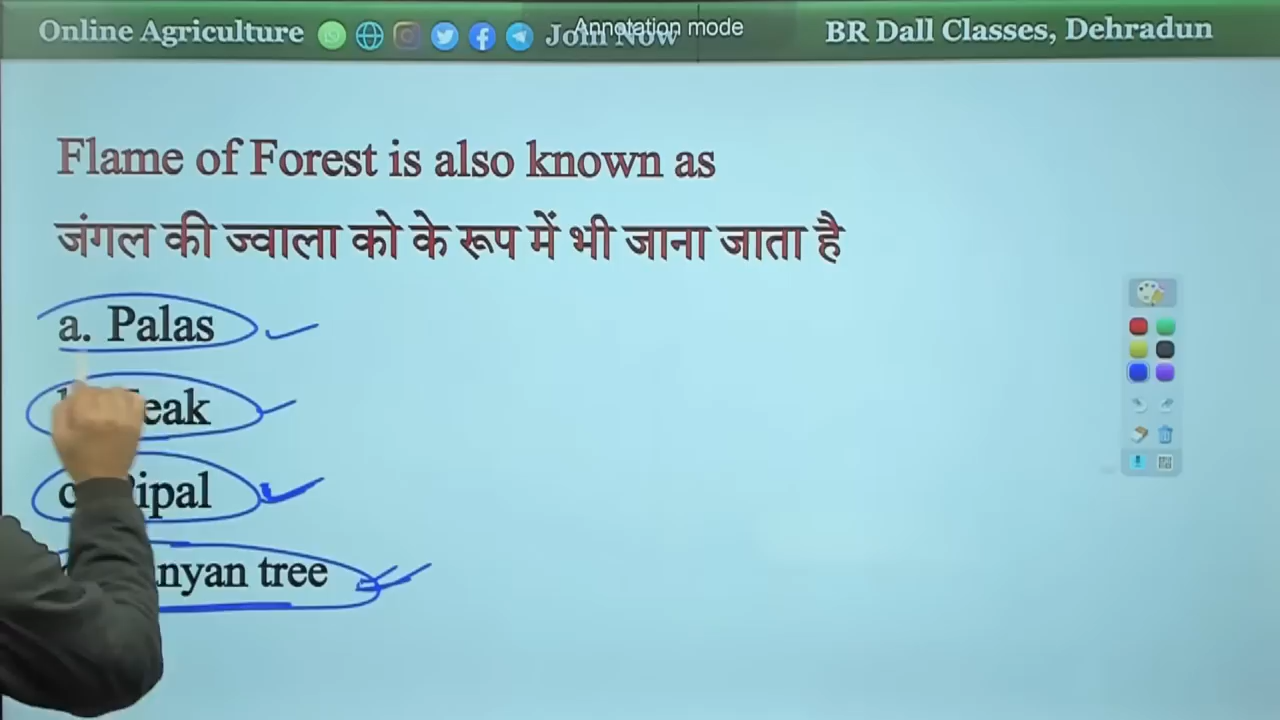 Online Agriculture Join Now BR Dall Classes, Dehradun
Annotation mode
Flame of Forest is also known as
जंगल की ज्वाला को के रूप में भी जाना जाता है
a. Palas
eak
c ipal
nyan tree